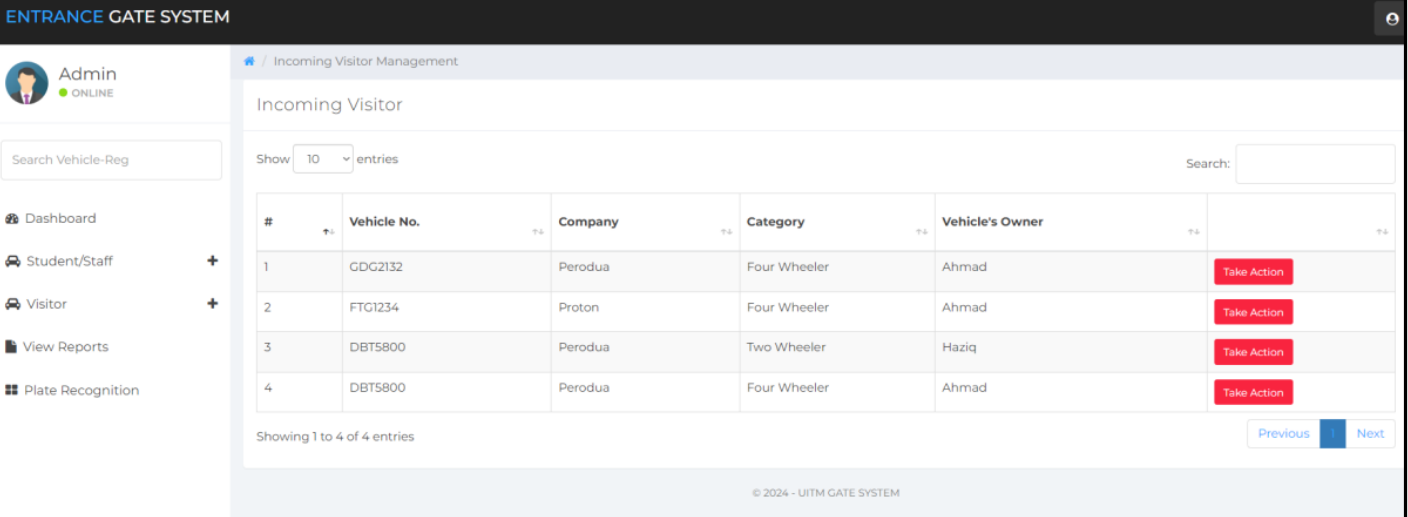 ENTRANCE GATE SYSTEM
Admin
ONLINE
Search Vehicle-Reg
Dashboard
Student/Staff
Visitor
View Reports
Plate Recognition
/ Incoming Visitor Management
Incoming Visitor
Show 10 entries
Search:
# Vehicle No. Company Category Vehicle's Owner
1 GDG2132 Perodua Four Wheeler Ahmad Take Action
2 FTG1234 Proton Four Wheeler Ahmad Take Action
3 DBT5800 Perodua Two Wheeler Haziq Take Action
4 DBT5800 Perodua Four Wheeler Ahmad Take Action
Showing 1 to 4 of 4 entries
Previous 1 Next
© 2024 - UITM GATE SYSTEM